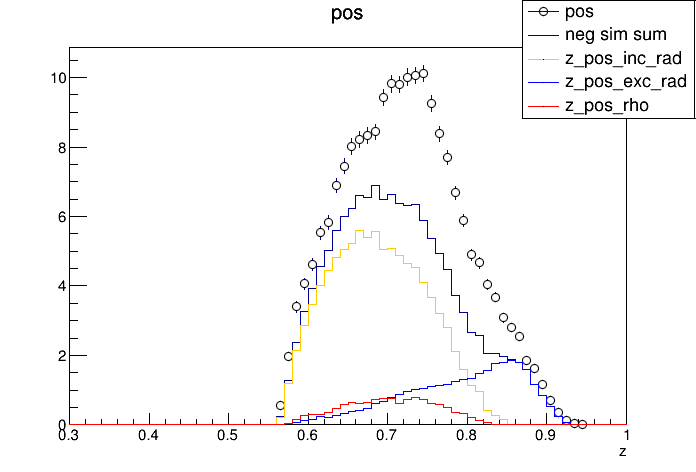 pos
pos
neg sim sum
z_pos_inc_rad
z_pos_exc_rad
z_pos_rho
10
8
6
4
2
0
0.3 0.4 0.5 0.6 0.7 0.8 0.9 1
z